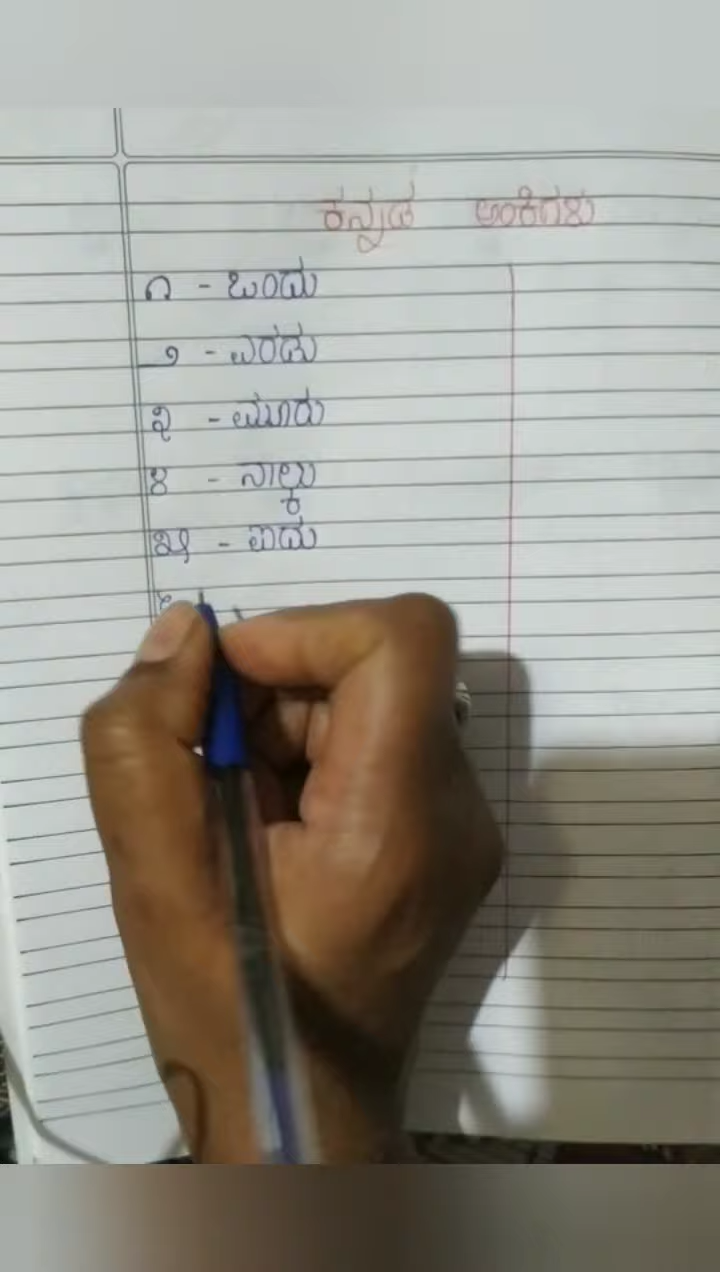 ಕನ್ನಡ ಅಂಕಿಗಳು
೧ - ಒಂದು
೨ - ಎರಡು
೩ - ಮೂರು
೪ - ನಾಲ್ಕು
೫ - ಐದು